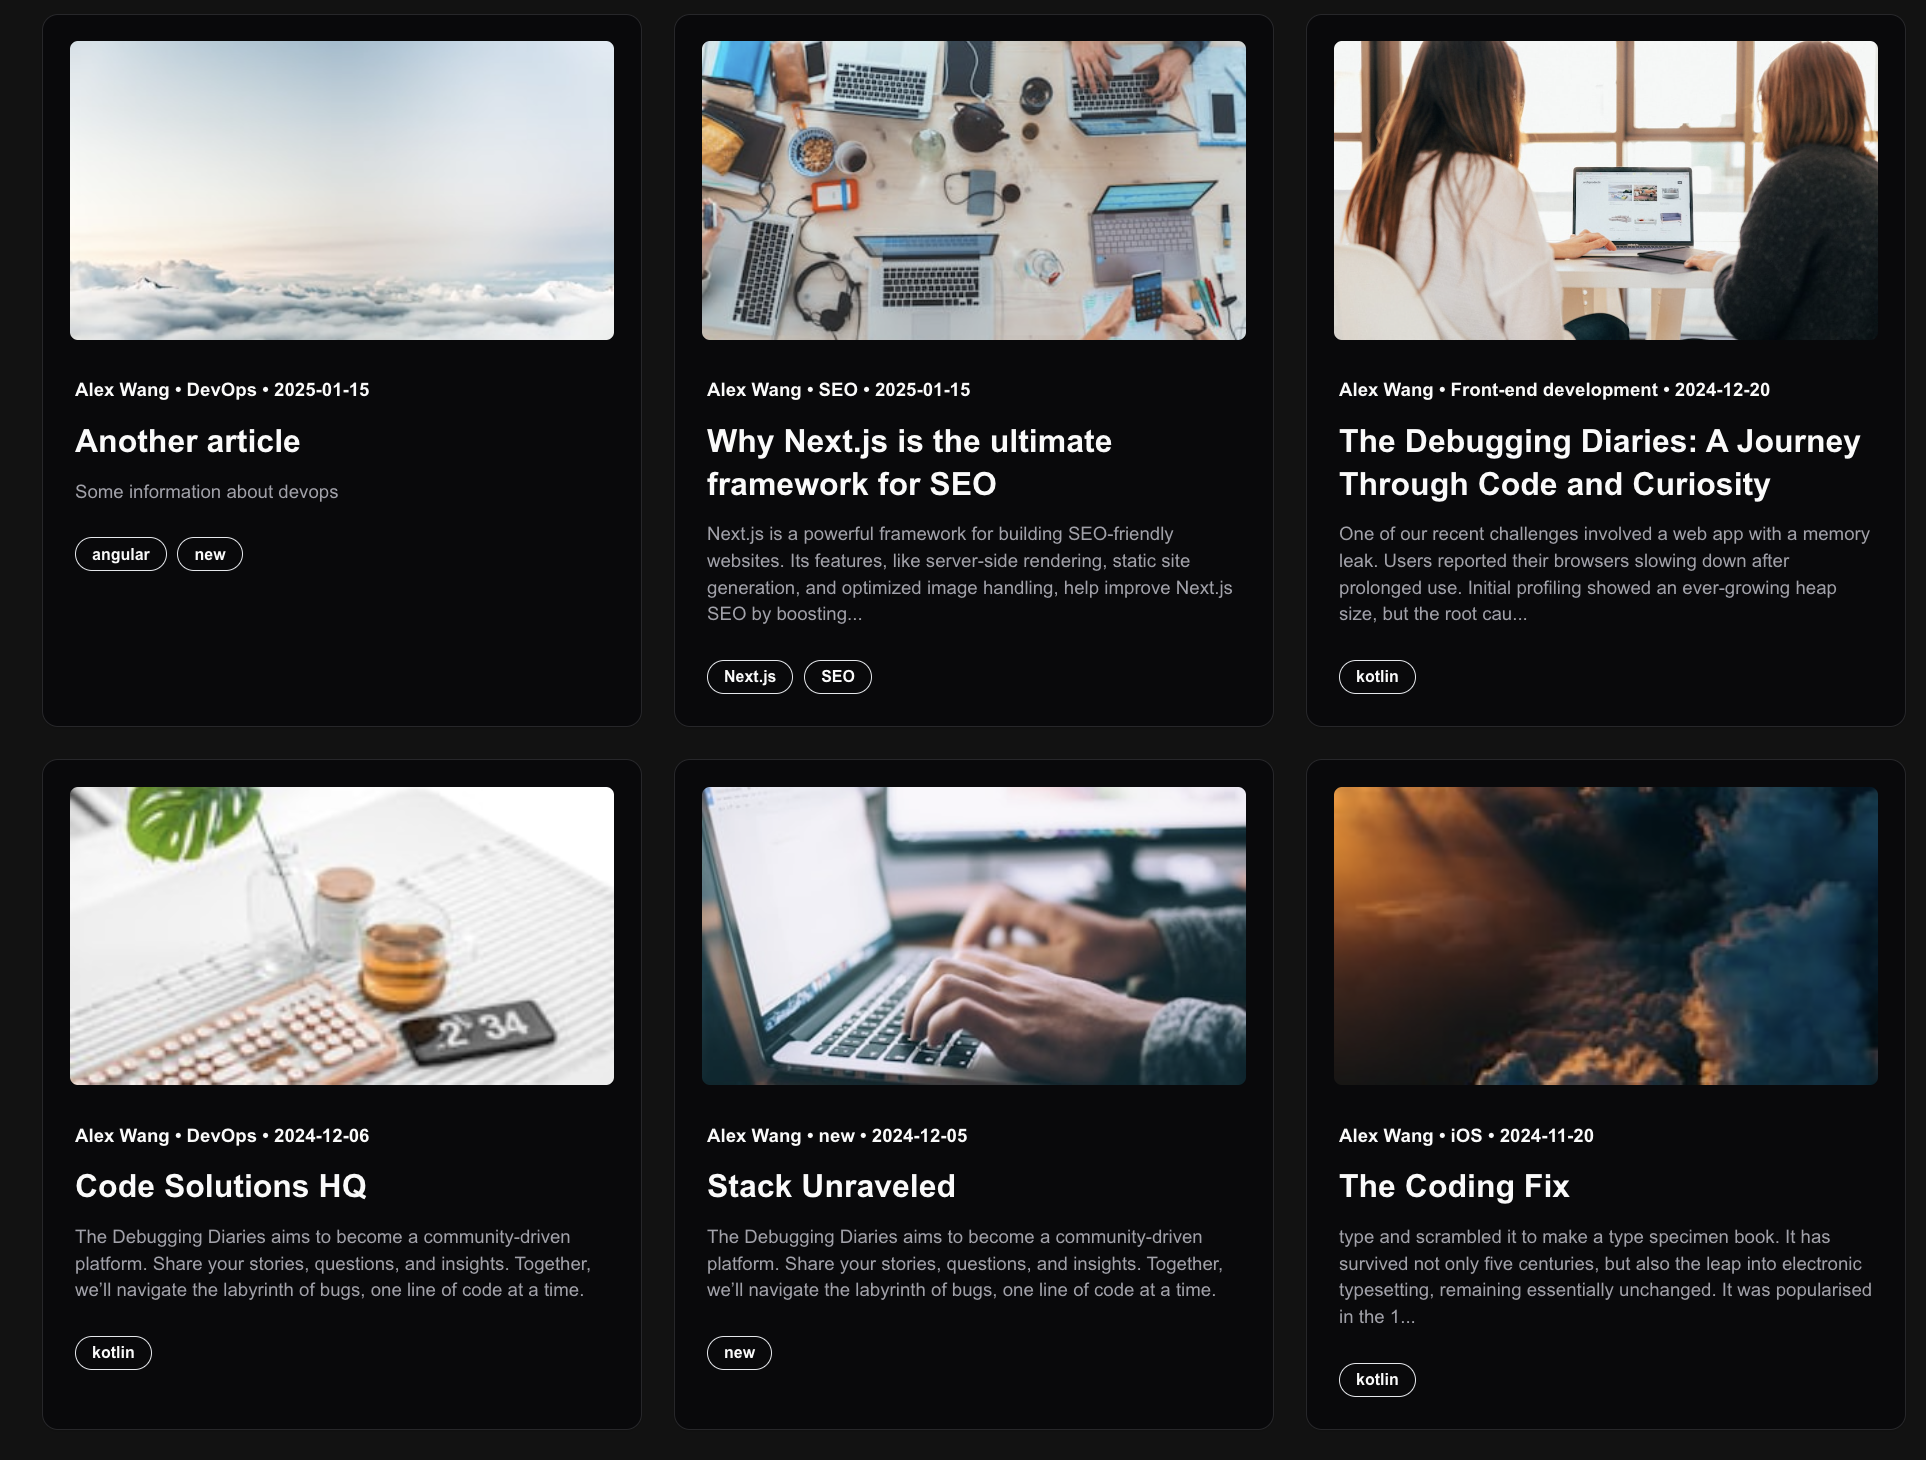 Alex Wang • DevOps • 2025-01-15
Another article
Some information about devops
angular new
Alex Wang • SEO • 2025-01-15
Why Next.js is the ultimate
framework for SEO
Next.js is a powerful framework for building SEO-friendly
websites. Its features, like server-side rendering, static site
generation, and optimized image handling, help improve Next.js
SEO by boosting...
Next.js SEO
Alex Wang • Front-end development • 2024-12-20
The Debugging Diaries: A Journey
Through Code and Curiosity
One of our recent challenges involved a web app with a memory
leak. Users reported their browsers slowing down after
prolonged use. Initial profiling showed an ever-growing heap
size, but the root cau...
kotlin
2 34
Alex Wang • DevOps • 2024-12-06
Code Solutions HQ
The Debugging Diaries aims to become a community-driven
platform. Share your stories, questions, and insights. Together,
we’ll navigate the labyrinth of bugs, one line of code at a time.
kotlin
Alex Wang • new • 2024-12-05
Stack Unraveled
The Debugging Diaries aims to become a community-driven
platform. Share your stories, questions, and insights. Together,
we’ll navigate the labyrinth of bugs, one line of code at a time.
new
Alex Wang • iOS • 2024-11-20
The Coding Fix
type and scrambled it to make a type specimen book. It has
survived not only five centuries, but also the leap into electronic
typesetting, remaining essentially unchanged. It was popularised
in the 1...
kotlin